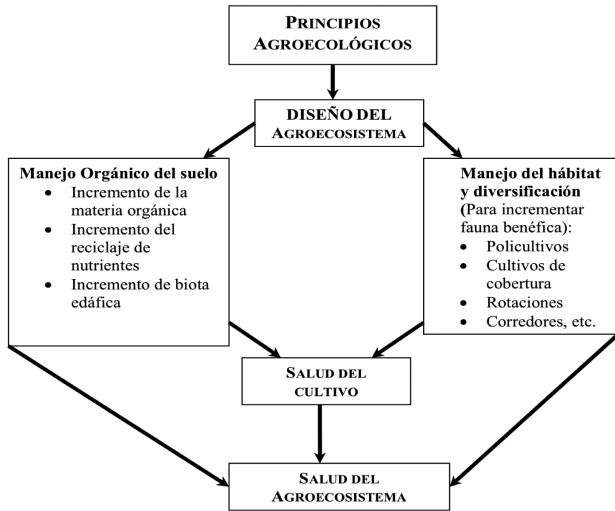 PRINCIPIOS
AGROECOLÓGICOS
DISEÑO DEL
AGROECOSISTEMA
Manejo Orgánico del suelo
• Incremento de la
materia orgánica
• Incremento del
reciclaje de
nutrientes
• Incremento de biota
edáfica
Manejo del hábitat
y diversificación
(Para incrementar
fauna benéfica):
• Policultivos
• Cultivos de
cobertura
• Rotaciones
• Corredores, etc.
SALUD DEL
CULTIVO
SALUD DEL
AGROECOSISTEMA